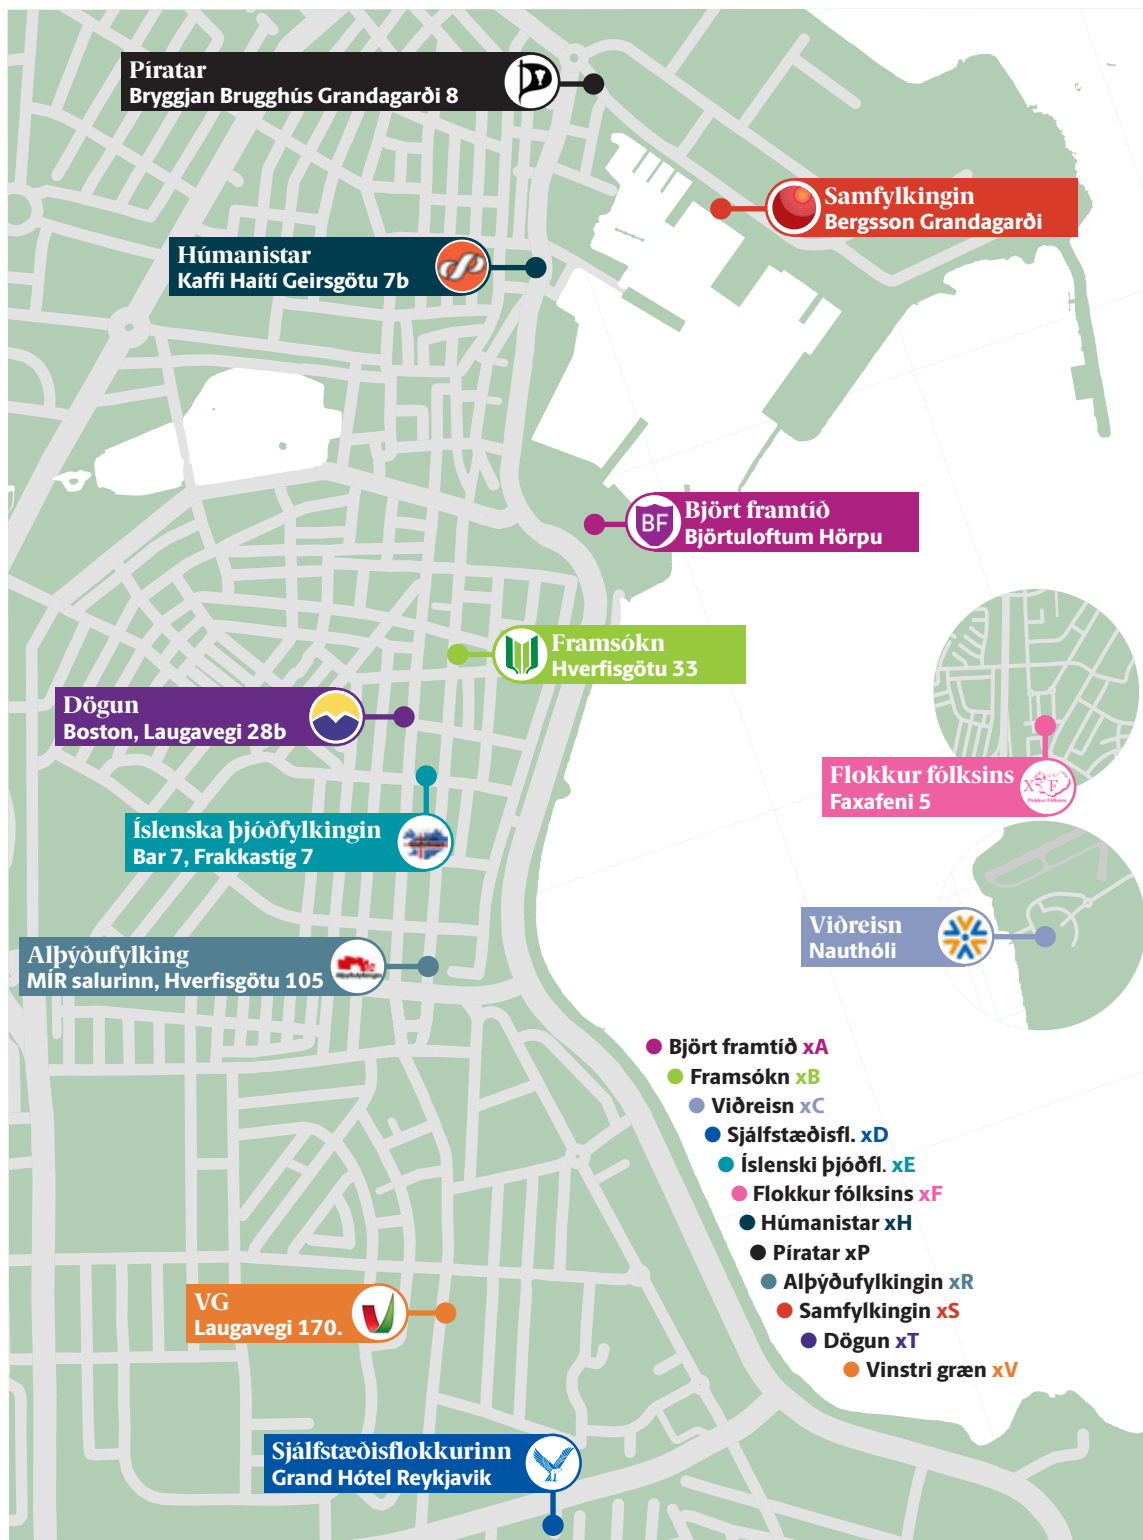 Píratar
Bryggjan Brugghús Grandagarði 8
Samfylkingin
Bergsson Grandagarði
Húmanistar
Kaffi Haítí Geirsgötu 7b
BF
Björt framtíð
Björtuloftum Hörpu
Framsókn
Hverfisgötu 33
Dögun
Boston, Laugavegi 28b
Flokkur fólksins
Faxafeni 5
Íslenska þjóðfylkingin
Bar 7, Frakkastíg 7
Viðreisn
Nauthóli
Alþýðufylking
MÍR salurinn, Hverfisgötu 105
Björt framtíð xA
Framsókn xB
Viðreisn xC
Sjálfstæðisfl. xD
Íslenski þjóðfl. xE
Flokkur fólksins xF
Húmanistar xH
Píratar xP
Alþýðufylkingin xR
Samfylkingin xS
Dögun xT
Vinstri græn xV
VG
Laugavegi 170.
Sjálfstæðisflokkurinn
Grand Hótel Reykjavik